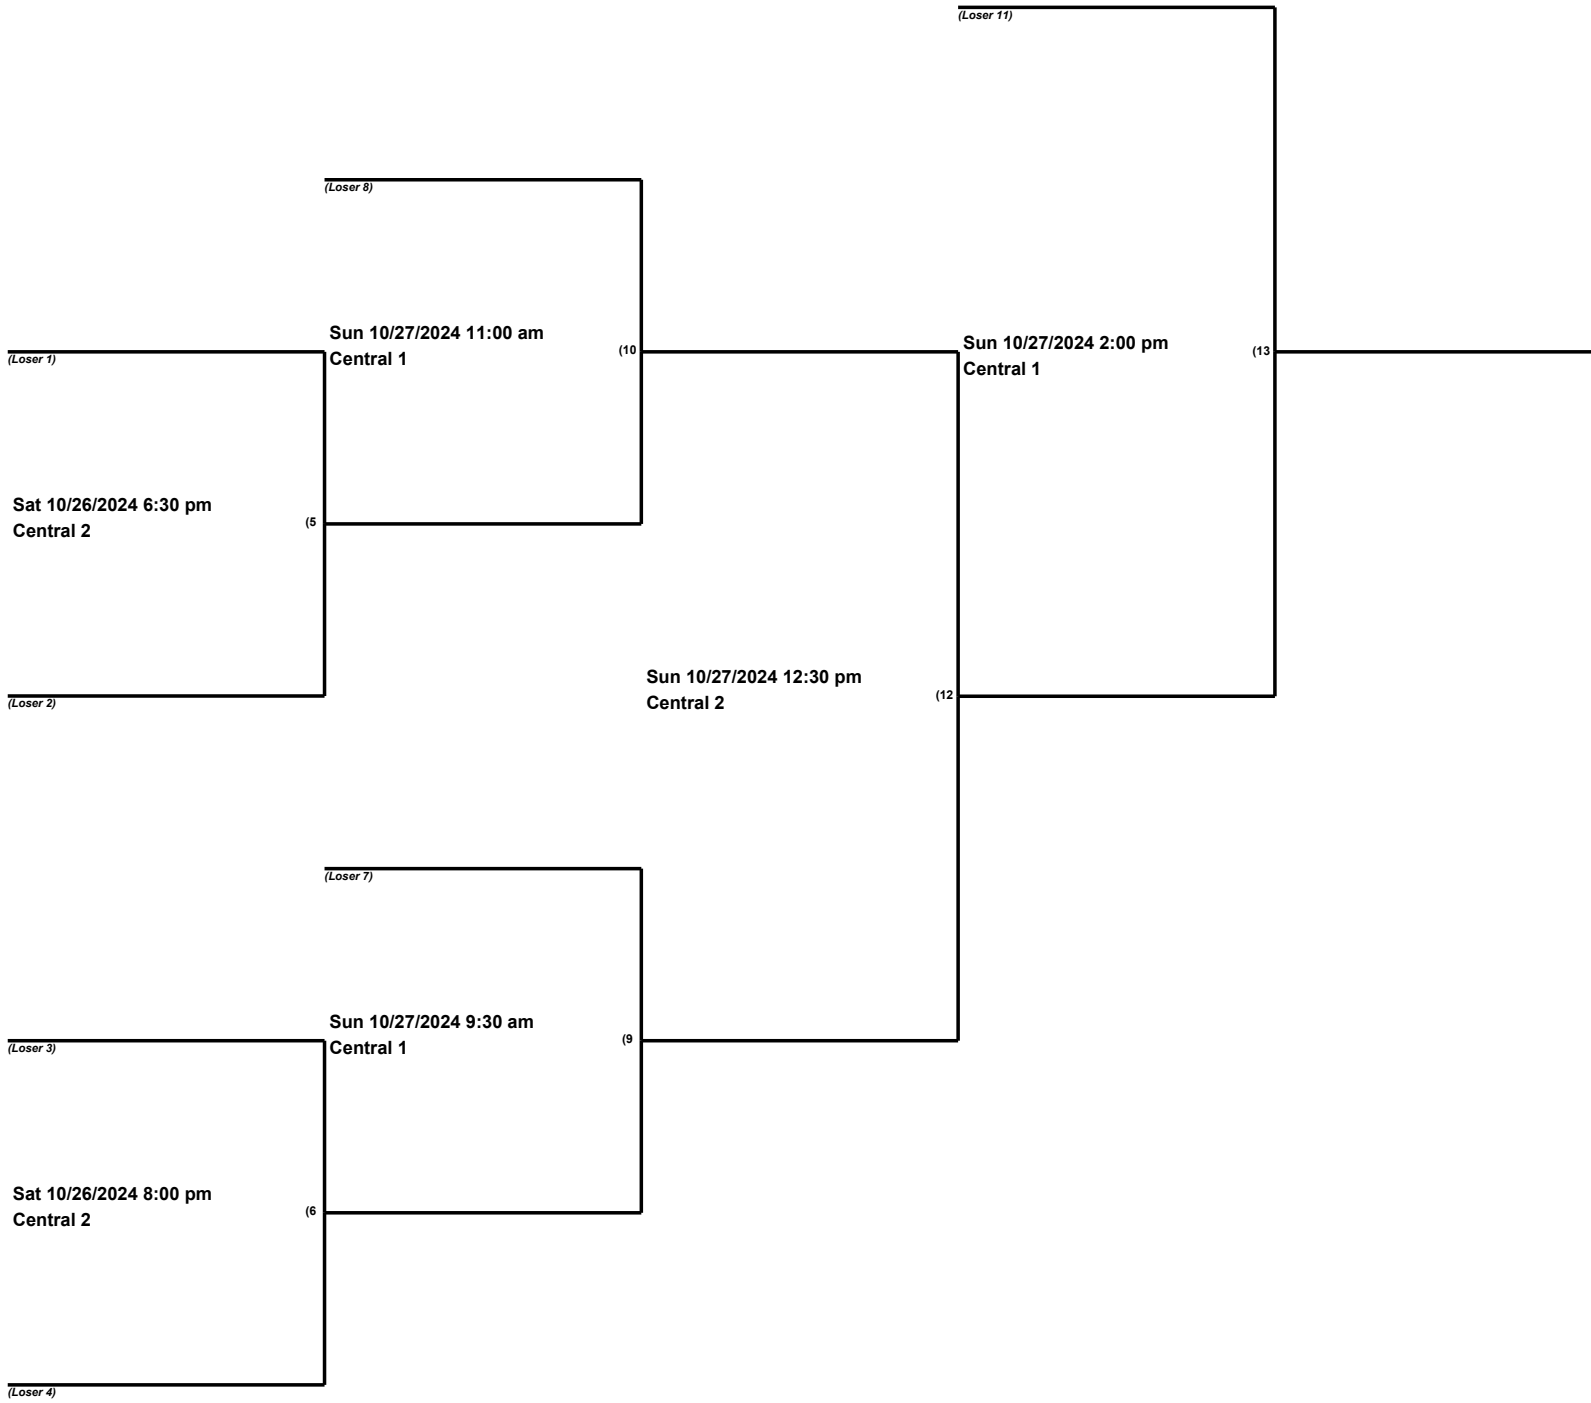 (Loser 11)
(Loser 8)
Sun 10/27/2024 11:00 am
Central 1
(10
Sun 10/27/2024 2:00 pm
Central 1
(13
(Loser 1)
Sat 10/26/2024 6:30 pm
Central 2
(5
Sun 10/27/2024 12:30 pm
Central 2
(12
(Loser 2)
(Loser 7)
Sun 10/27/2024 9:30 am
Central 1
(9
(Loser 3)
Sat 10/26/2024 8:00 pm
Central 2
(6
(Loser 4)